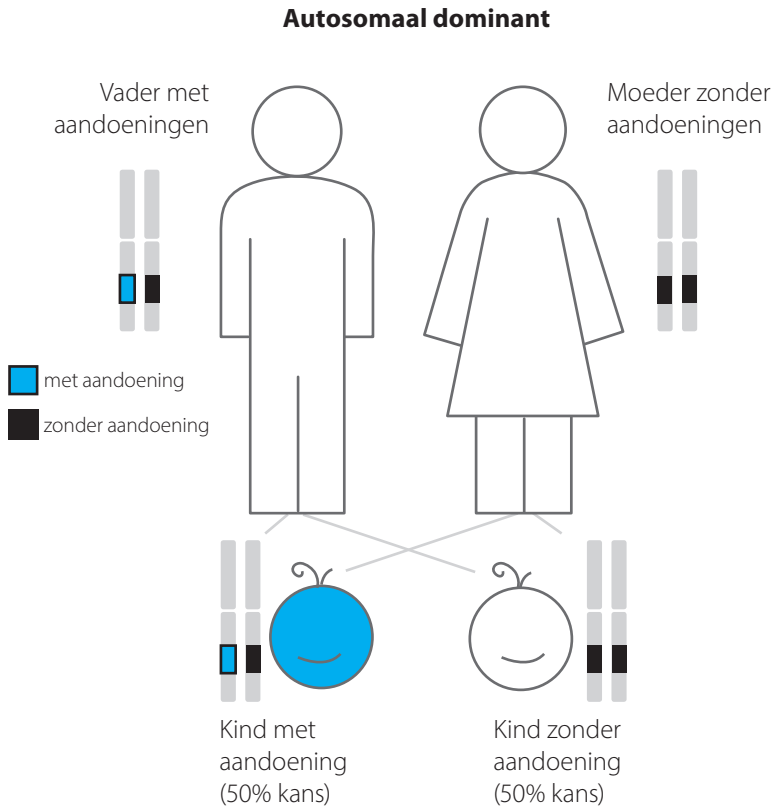 Autosomaal dominant
Vader met
aandoeningen
Moeder zonder
aandoeningen
met aandoening
zonder aandoening
Kind met
aandoening
(50% kans)
Kind zonder
aandoening
(50% kans)